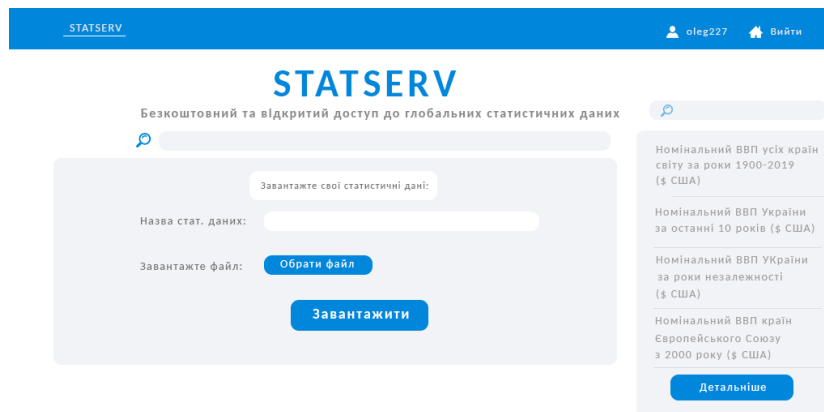 STATSERV
oleg227
Вийти
STATSERV
Безкоштовний та відкритий доступ до глобальних статистичних даних
Завантажте свої статистичні дані:
Назва стат. даних:
Завантажте файл:
Обрати файл
Завантажити
Номінальний ВВП усіх країн
світу за роки 1900-2019
($ США)
Номінальний ВВП України
за останні 10 років ($ США)
Номінальний ВВП УКраїни
за роки незалежності
($ США)
Номінальний ВВП країн
Європейського Союзу
з 2000 року ($ США)
Детальніше